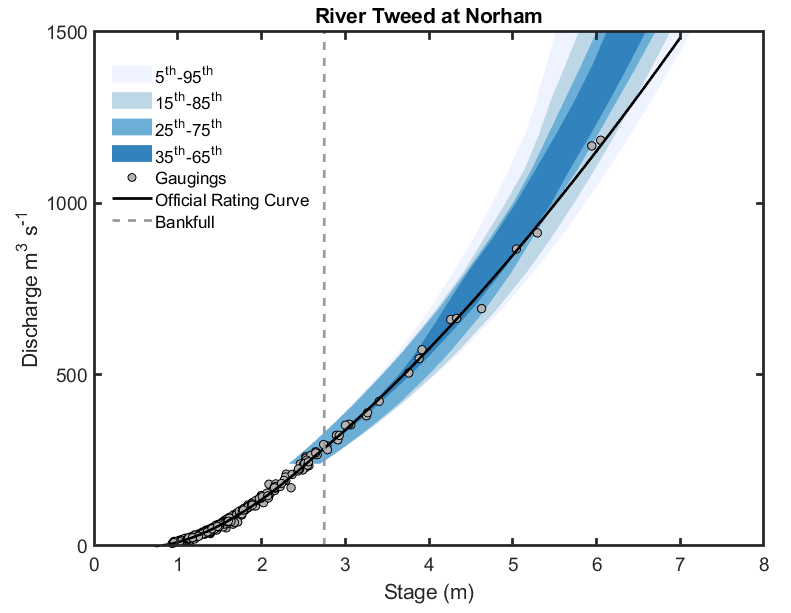 River Tweed at Norham
1500
1000
500
0
Discharge m³ s⁻¹
5ᵗʰ-95ᵗʰ
15ᵗʰ-85ᵗʰ
25ᵗʰ-75ᵗʰ
35ᵗʰ-65ᵗʰ
Gaugings
Official Rating Curve
Bankfull
0 1 2 3 4 5 6 7 8
Stage (m)